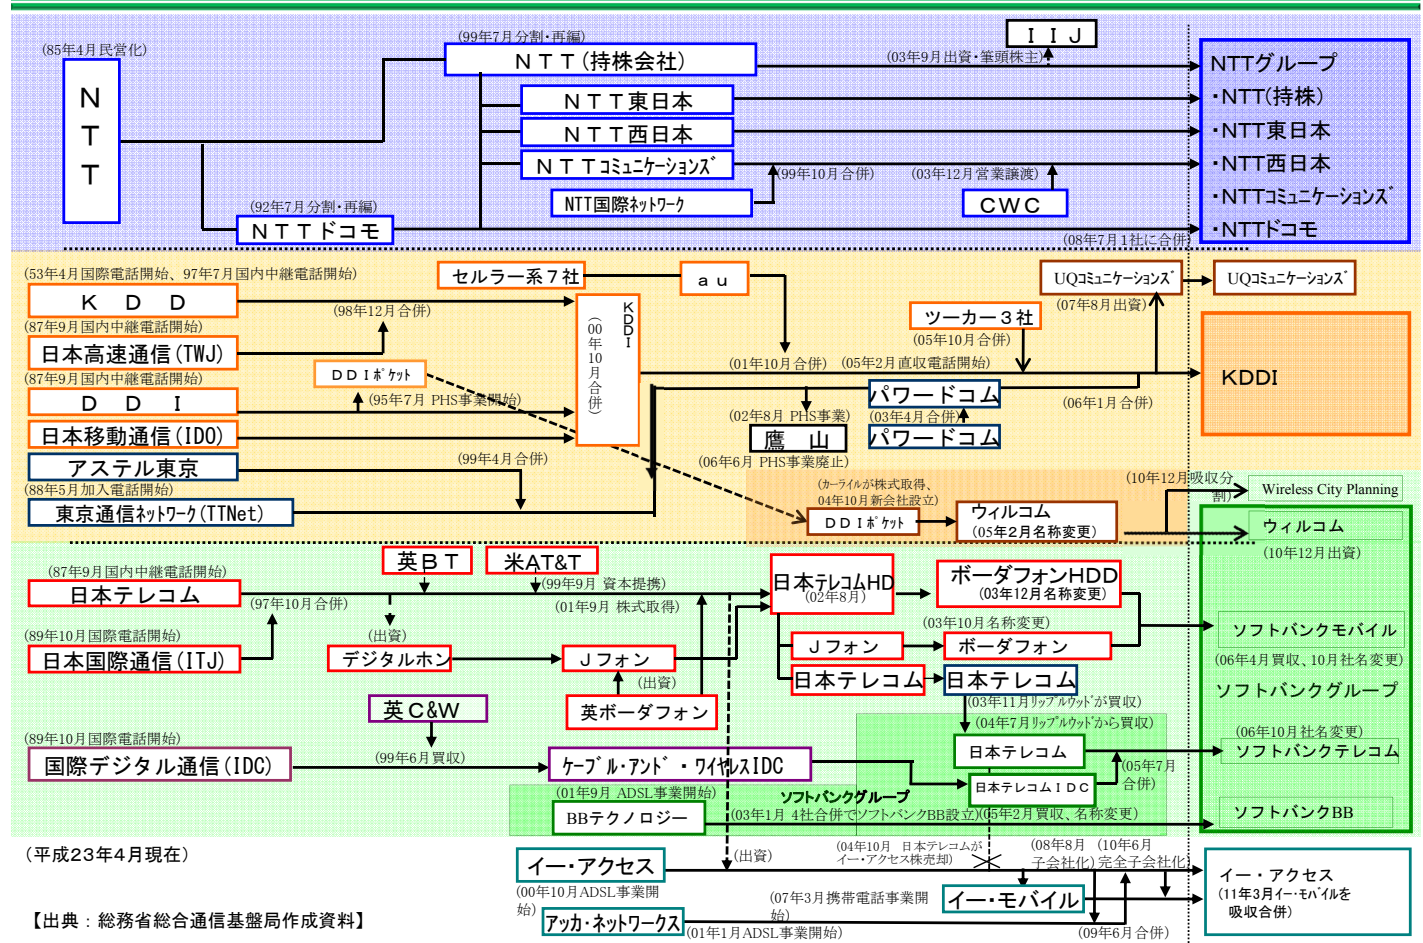 (85年4月民営化)
NTT
(99年7月分割・再編)
NTT(持株会社)
(03年9月出資・筆頭株主)
IIJ
NTT東日本
NTT西日本
NTTコミュニケーションズ
(99年10月合併)
(03年12月営業譲渡)
NTT国際ネットワーク
CWC
(92年7月分割・再編)
NTTドコモ
(08年7月1社に合併)
NTTグループ
・NTT(持株)
・NTT東日本
・NTT西日本
・NTTコミュニケーションズ
・NTTドコモ
(53年4月国際電話開始、97年7月国内中継電話開始)
KDD
(98年12月合併)
(87年9月国内中継電話開始)
日本高速通信(TWJ)
(87年9月国内中継電話開始)
DDI
DDIポケット
(95年7月 PHS事業開始)
日本移動通信(IDO)
アステル東京
(99年4月合併)
(88年5月加入電話開始)
東京通信ネットワーク(TTNet)
セルラー系7社
au
KDDI
(00年10月合併)
(01年10月合併)
(05年2月直収電話開始)
ツーカー3社
(05年10月合併)
UQコミュニケーションズ
(07年8月出資)
UQコミュニケーションズ
KDDI
パワードコム
(06年1月合併)
(02年8月 PHS事業)
(03年4月合併)
鷹山
パワードコム
(06年6月 PHS事業廃止)
(カーライルが株式取得、
04年10月新会社設立)
DDIポケット
ウィルコム
(05年2月名称変更)
(10年12月吸収分
割)
Wireless City Planning
ウィルコム
(10年12月出資)
(87年9月国内中継電話開始)
日本テレコム
(97年10月合併)
英BT
米AT&T
(99年9月 資本提携)
(01年9月 株式取得)
(89年10月国際電話開始)
日本国際通信(ITJ)
(出資)
デジタルホン
Jフォン
(出資)
英ボーダフォン
日本テレコムHD
(02年8月)
ボーダフォンHDD
(03年12月名称変更)
(03年10月名称変更)
Jフォン
ボーダフォン
日本テレコム
日本テレコム
(03年11月リップルウッドが買収)
(04年7月リップルウッドから買収)
ソフトバンクモバイル
(06年4月買収、10月社名変更)
ソフトバンクグループ
(06年10月社名変更)
ソフトバンクテレコム
ソフトバンクBB
英C&W
(99年6月買収)
(89年10月国際電話開始)
国際デジタル通信(IDC)
ケーブル・アンド・ワイヤレスIDC
日本テレコム
日本テレコムIDC
(05年7月
合併)
(01年9月 ADSL事業開始)
ソフトバンクグループ
BBテクノロジー
(03年1月 4社合併でソフトバンクBB設立)
(05年2月買収、名称変更)
(平成23年4月現在)
【出典：総務省総合通信基盤局作成資料】
イー・アクセス
(00年10月ADSL事業開
始)
(出資)
(04年10月 日本テレコムが
イー・アクセス株売却)
(08年8月
子会社化)
(10年6月
完全子会社化)
(07年3月携帯電話事業開
始)
イー・モバイル
アッカ・ネットワークス
(01年1月ADSL事業開始)
(09年6月合併)
イー・アクセス
(11年3月イー・モバイルを
吸収合併)